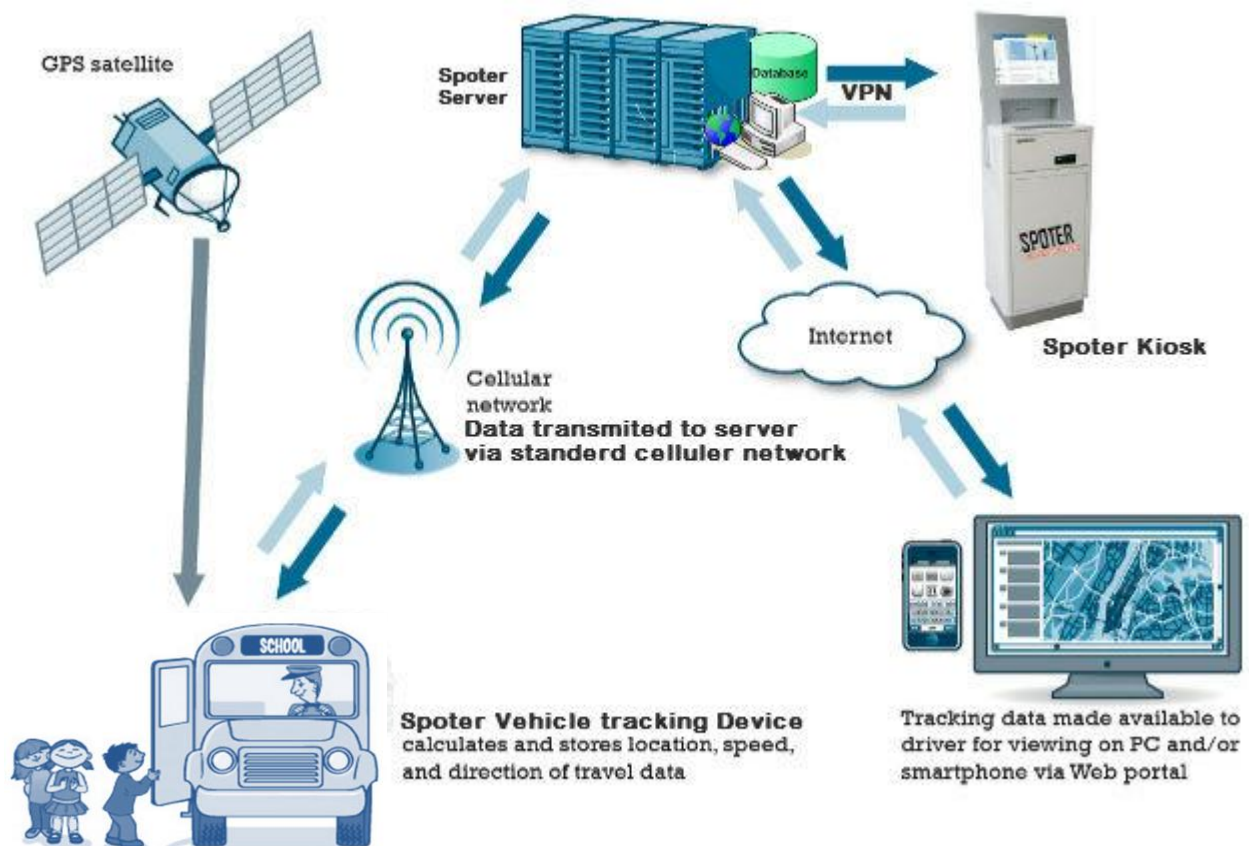 GPS satellite
Spoter
Server
Database
VPN
SPOTER
Spoter Kiosk
Internet
Cellular
network
Data transmited to server
via standerd celluler network
SCHOOL
Spoter Vehicle tracking Device
calculates and stores location, speed,
and direction of travel data
Tracking data made available to
driver for viewing on PC and/or
smartphone via Web portal